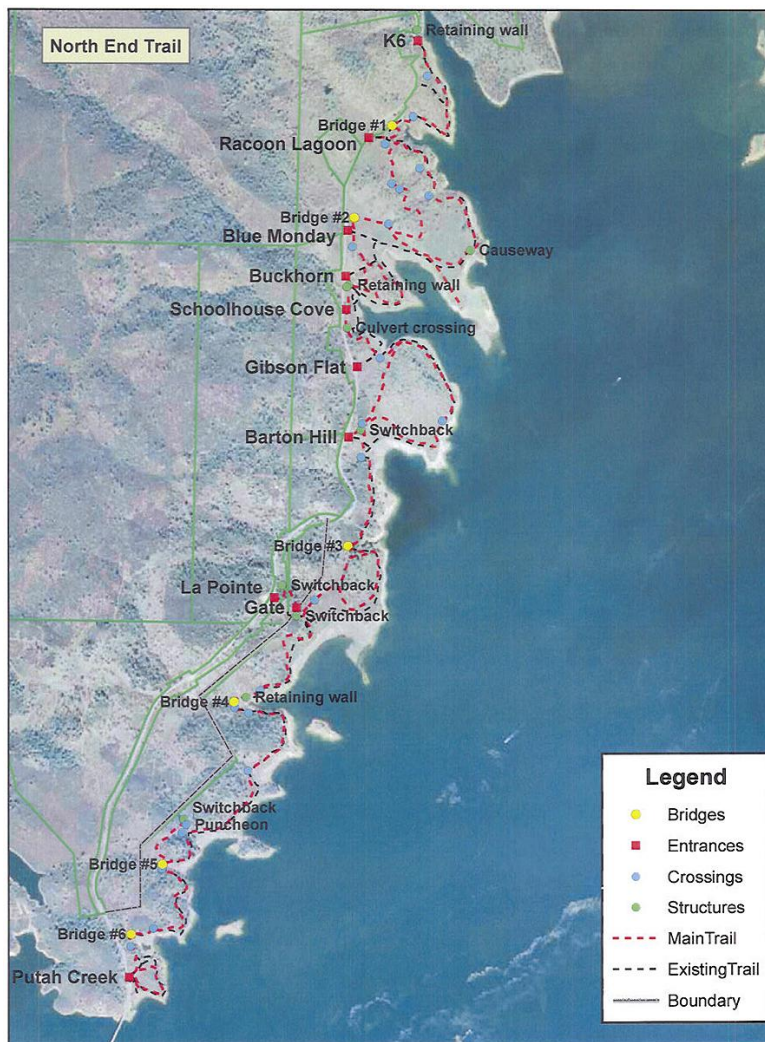 North End Trail
Retaining wall
K6
Bridge #1
Racoon Lagoon
Bridge #2
Blue Monday
Causeway
Buckhorn
Retaining wall
Schoolhouse Cove
Culvert crossing
Gibson Flat
Switchback
Barton Hill
Bridge #3
La Pointe
Switchback
Gate
Switchback
Retaining wall
Bridge #4
Switchback
Puncheon
Bridge #5
Bridge #6
Putah Creek
Legend
Bridges
Entrances
Crossings
Structures
MainTrail
ExistingTrail
Boundary